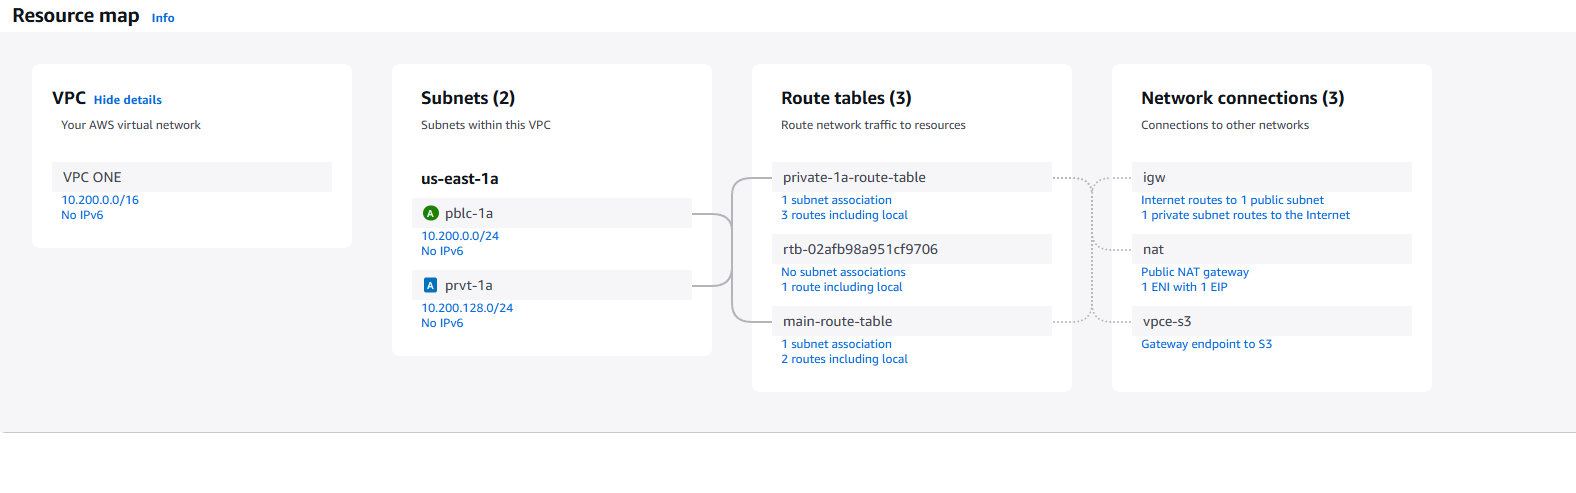 Resource map Info
VPC Hide details
Your AWS virtual network
VPC ONE
10.200.0.0/16
No IPv6
Subnets (2)
Subnets within this VPC
us-east-1a
A pblc-1a
10.200.0.0/24
No IPv6
A prvt-1a
10.200.128.0/24
No IPv6
Route tables (3)
Route network traffic to resources
private-1a-route-table
1 subnet association
3 routes including local
rtb-02afb98a951cf9706
No subnet associations
1 route including local
main-route-table
1 subnet association
2 routes including local
Network connections (3)
Connections to other networks
igw
Internet routes to 1 public subnet
1 private subnet routes to the Internet
nat
Public NAT gateway
1 ENI with 1 EIP
vpce-s3
Gateway endpoint to S3